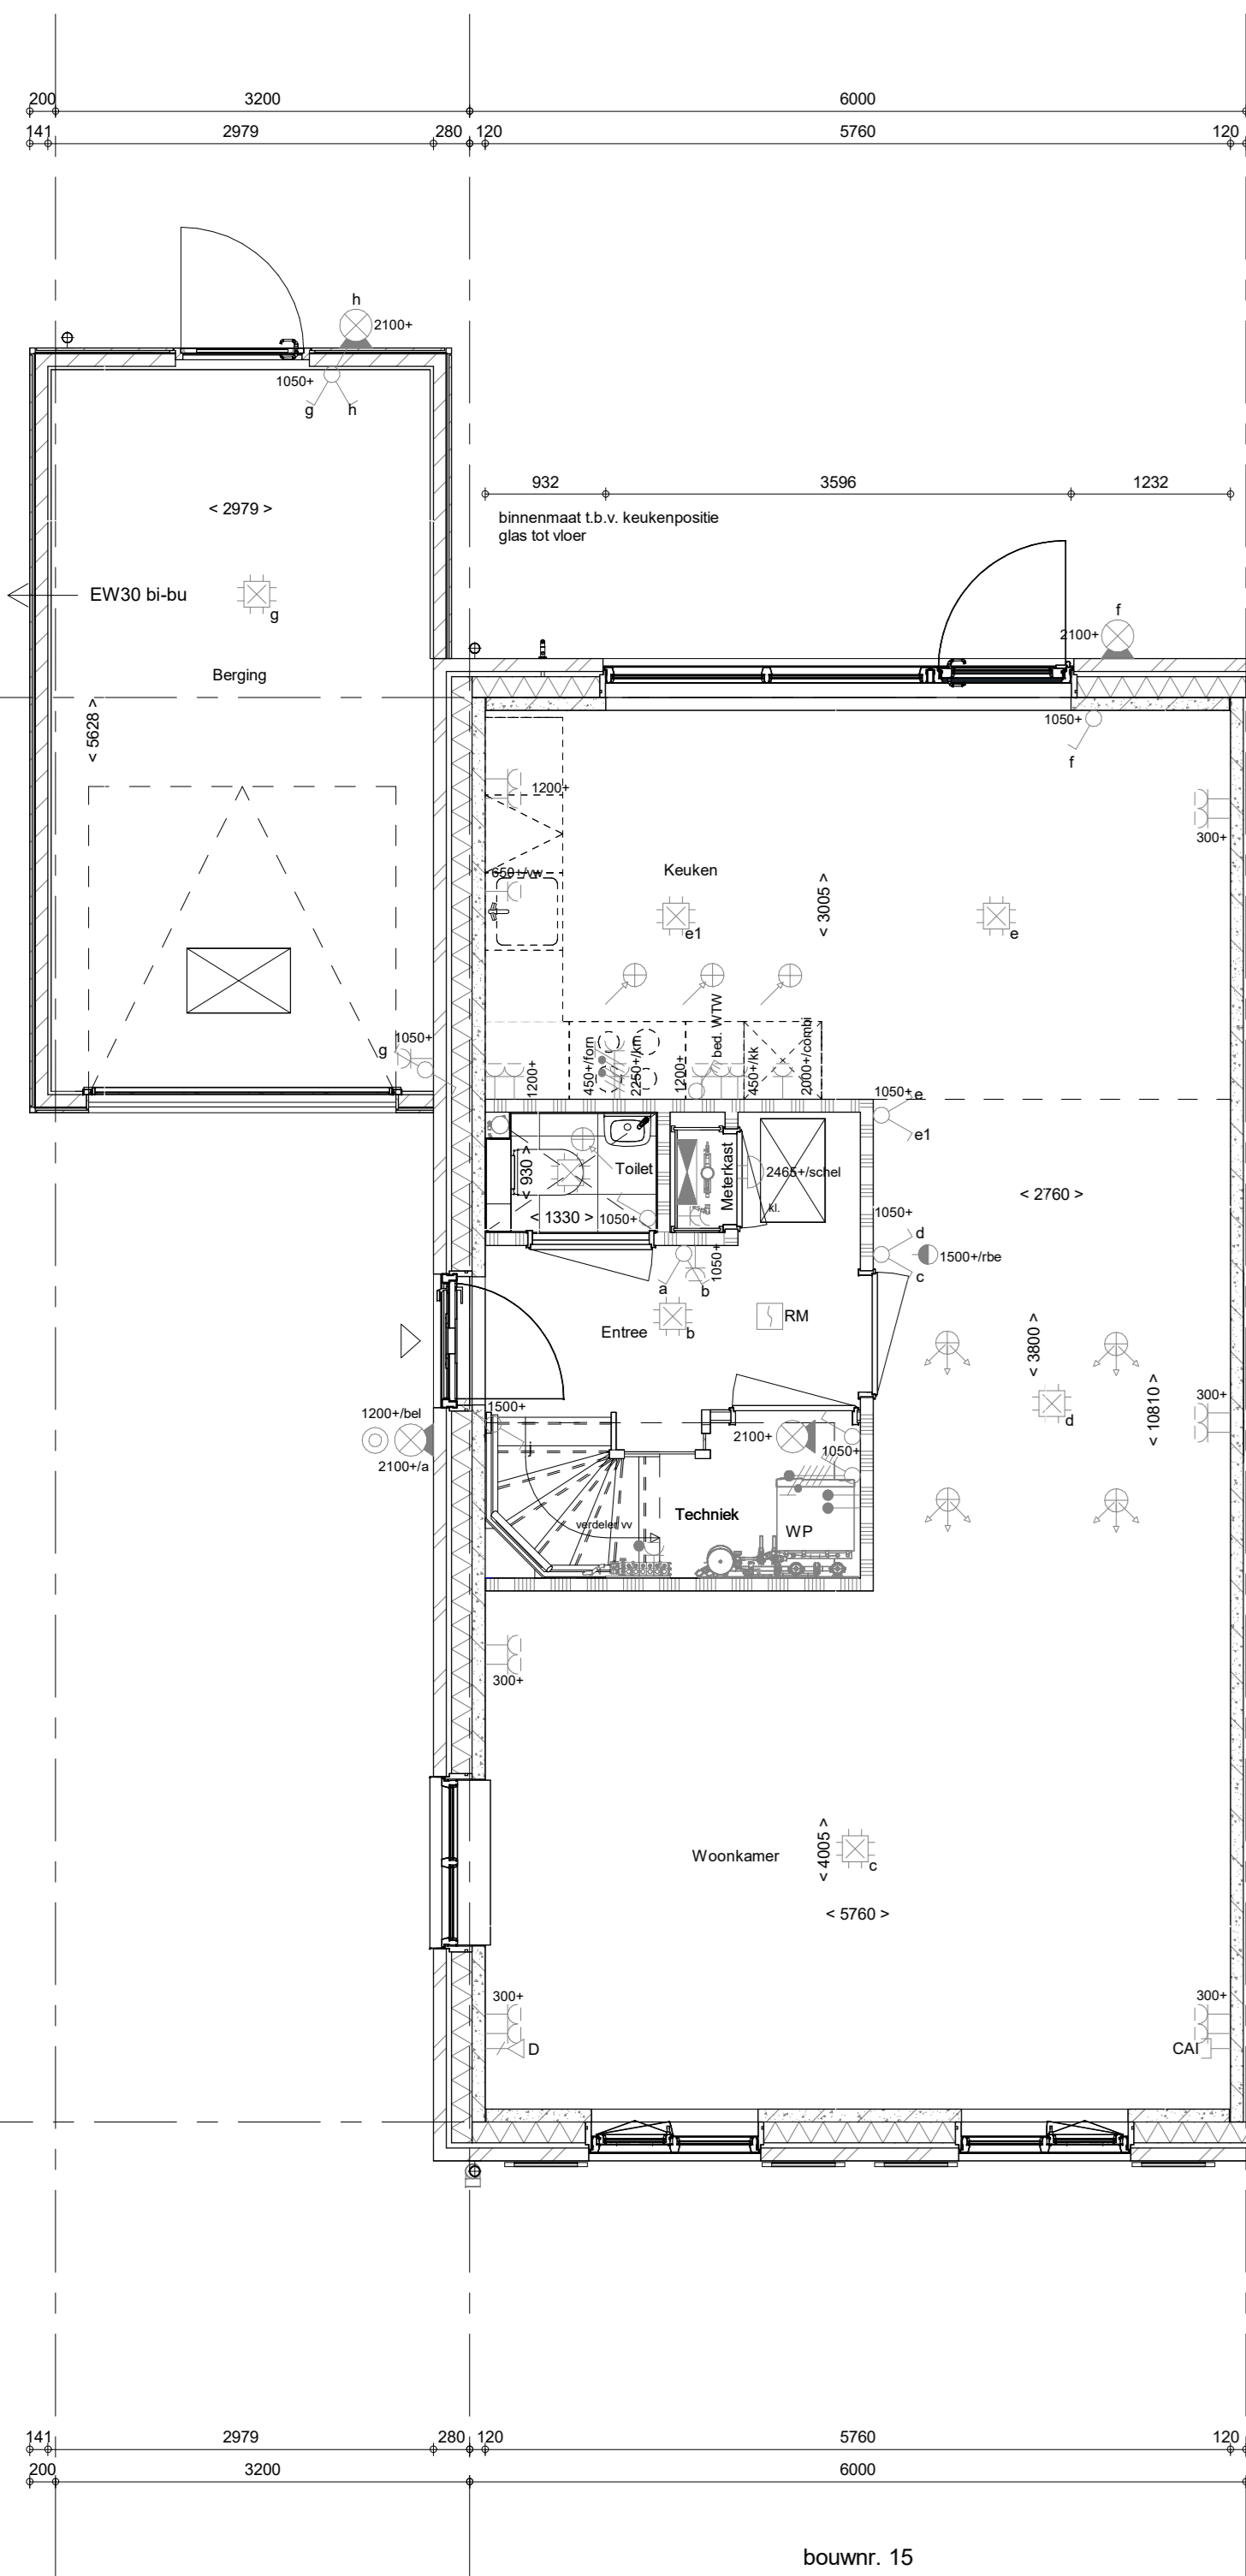 200 3200 6000
141 2979 280 120 5760 120
h
2100+
1050+
g h
932 3596 1232
< 2979 >
binnenmaat t.b.v. keukenpositie
glas tot vloer
EW30 bi-bu
g
f
2100+
Berging
< 5628 >
1050+
f
1200+
300+
650+/vw
Keuken
< 3005 >
e1
e
1050+
g
1200+
450+/forn
2250+/km
1200+
bed. WTW
450+/kk
2000+/combi
1050+ e
e1
< 930 >
Toilet
Meterkast
2465+/schel
kl.
< 2760 >
< 1330 >
1050+
1050+
d
1500+/rbe
c
1050+
a b
Entree
b
RM
< 3800 >
< 10810 >
300+
d
1200+/bel
2100+/a
1500+
j
2100+
1050+
Techniek
verdeler vv
WP
300+
Woonkamer
< 4005 >
c
< 5760 >
300+
D
300+
CAI
141 2979 280 120 5760 120
200 3200 6000
bouwnr. 15